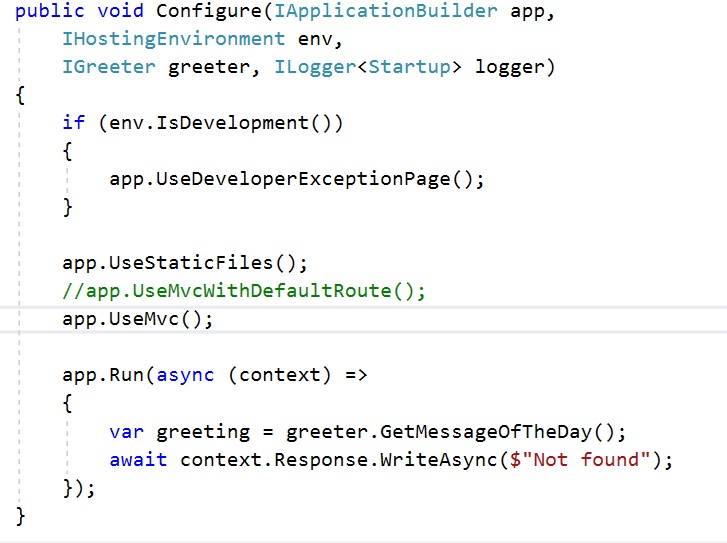 public void Configure(IApplicationBuilder app,
    IHostingEnvironment env,
    IGreeter greeter, ILogger<Startup> logger)
{
    if (env.IsDevelopment())
    {
        app.UseDeveloperExceptionPage();
    }

    app.UseStaticFiles();
    //app.UseMvcWithDefaultRoute();
    app.UseMvc();

    app.Run(async (context) =>
    {
        var greeting = greeter.GetMessageOfTheDay();
        await context.Response.WriteAsync($"Not found");
    });
}